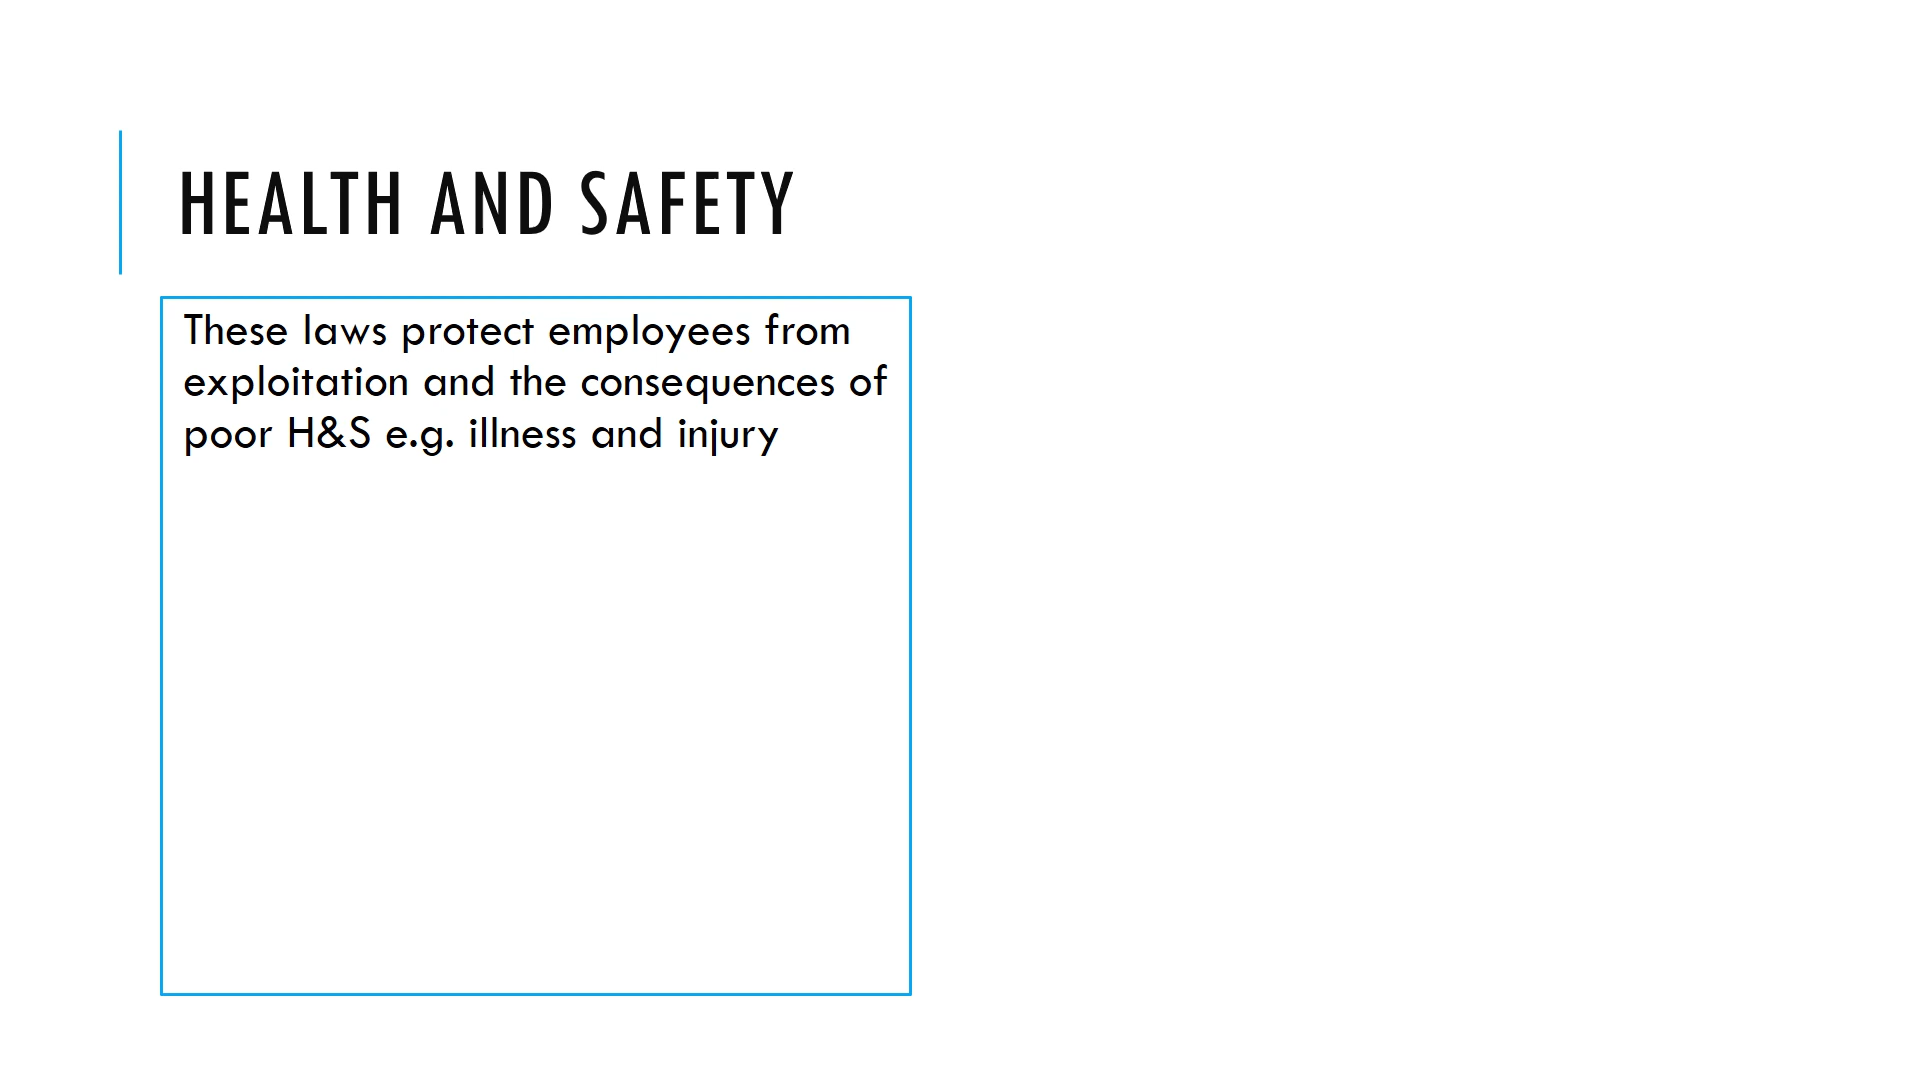 HEALTH AND SAFETY
These laws protect employees from
exploitation and the consequences of
poor H&S e.g. illness and injury